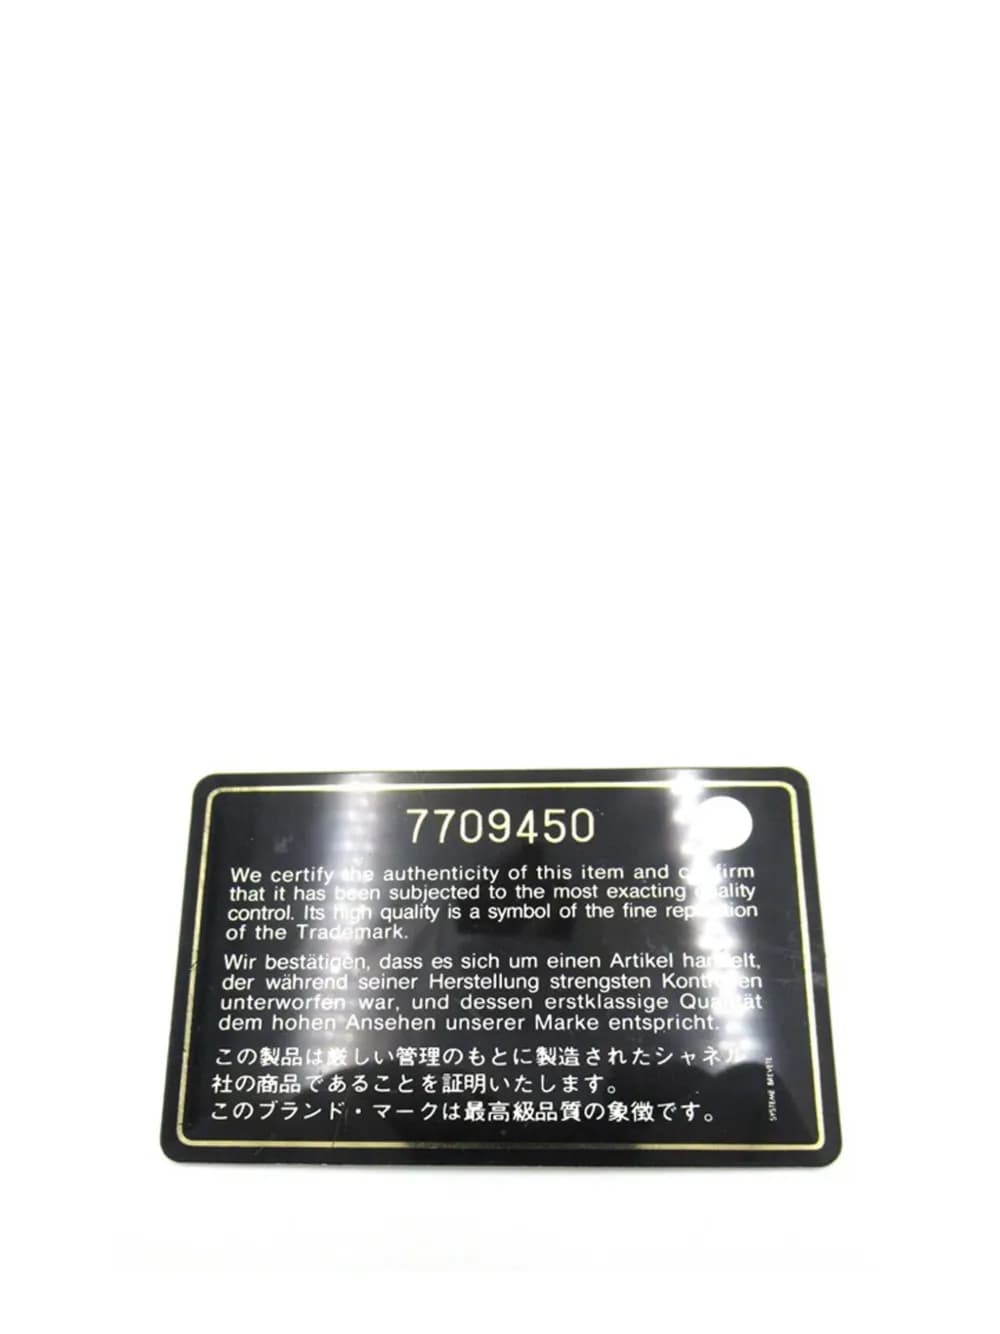 7709450
We certify the authenticity of this item and confirm
that it has been subjected to the most exacting quality
control. Its high quality is a symbol of the fine reputation
of the Trademark.
Wir bestätigen, dass es sich um einen Artikel handelt,
der während seiner Herstellung strengsten Kontrollen
unterworfen war, und dessen erstklassige Qualität
dem hohen Ansehen unserer Marke entspricht.
この製品は厳しい管理のもとに製造されたシャネル
社の商品であることを証明いたします。
このブランド・マークは最高級品質の象徴です。
SYSTEME BREVETE